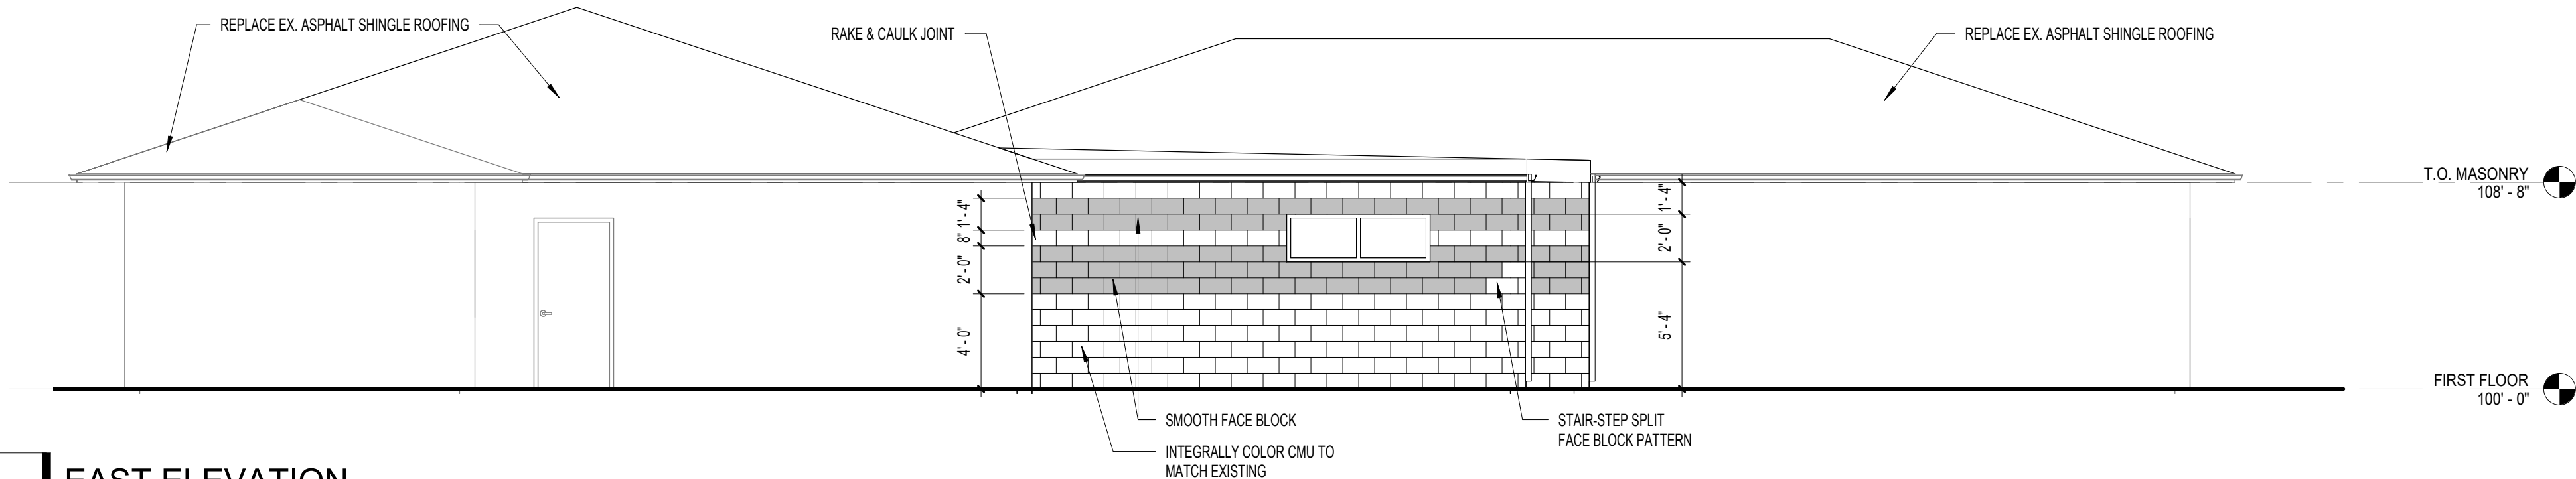 REPLACE EX. ASPHALT SHINGLE ROOFING
RAKE & CAULK JOINT
REPLACE EX. ASPHALT SHINGLE ROOFING
T.O. MASONRY
108' - 8"
1' - 4"
8"
2' - 0"
4' - 0"
1' - 4"
2' - 0"
5' - 4"
FIRST FLOOR
100' - 0"
SMOOTH FACE BLOCK
INTEGRALLY COLOR CMU TO
MATCH EXISTING
STAIR-STEP SPLIT
FACE BLOCK PATTERN
EAST ELEVATION